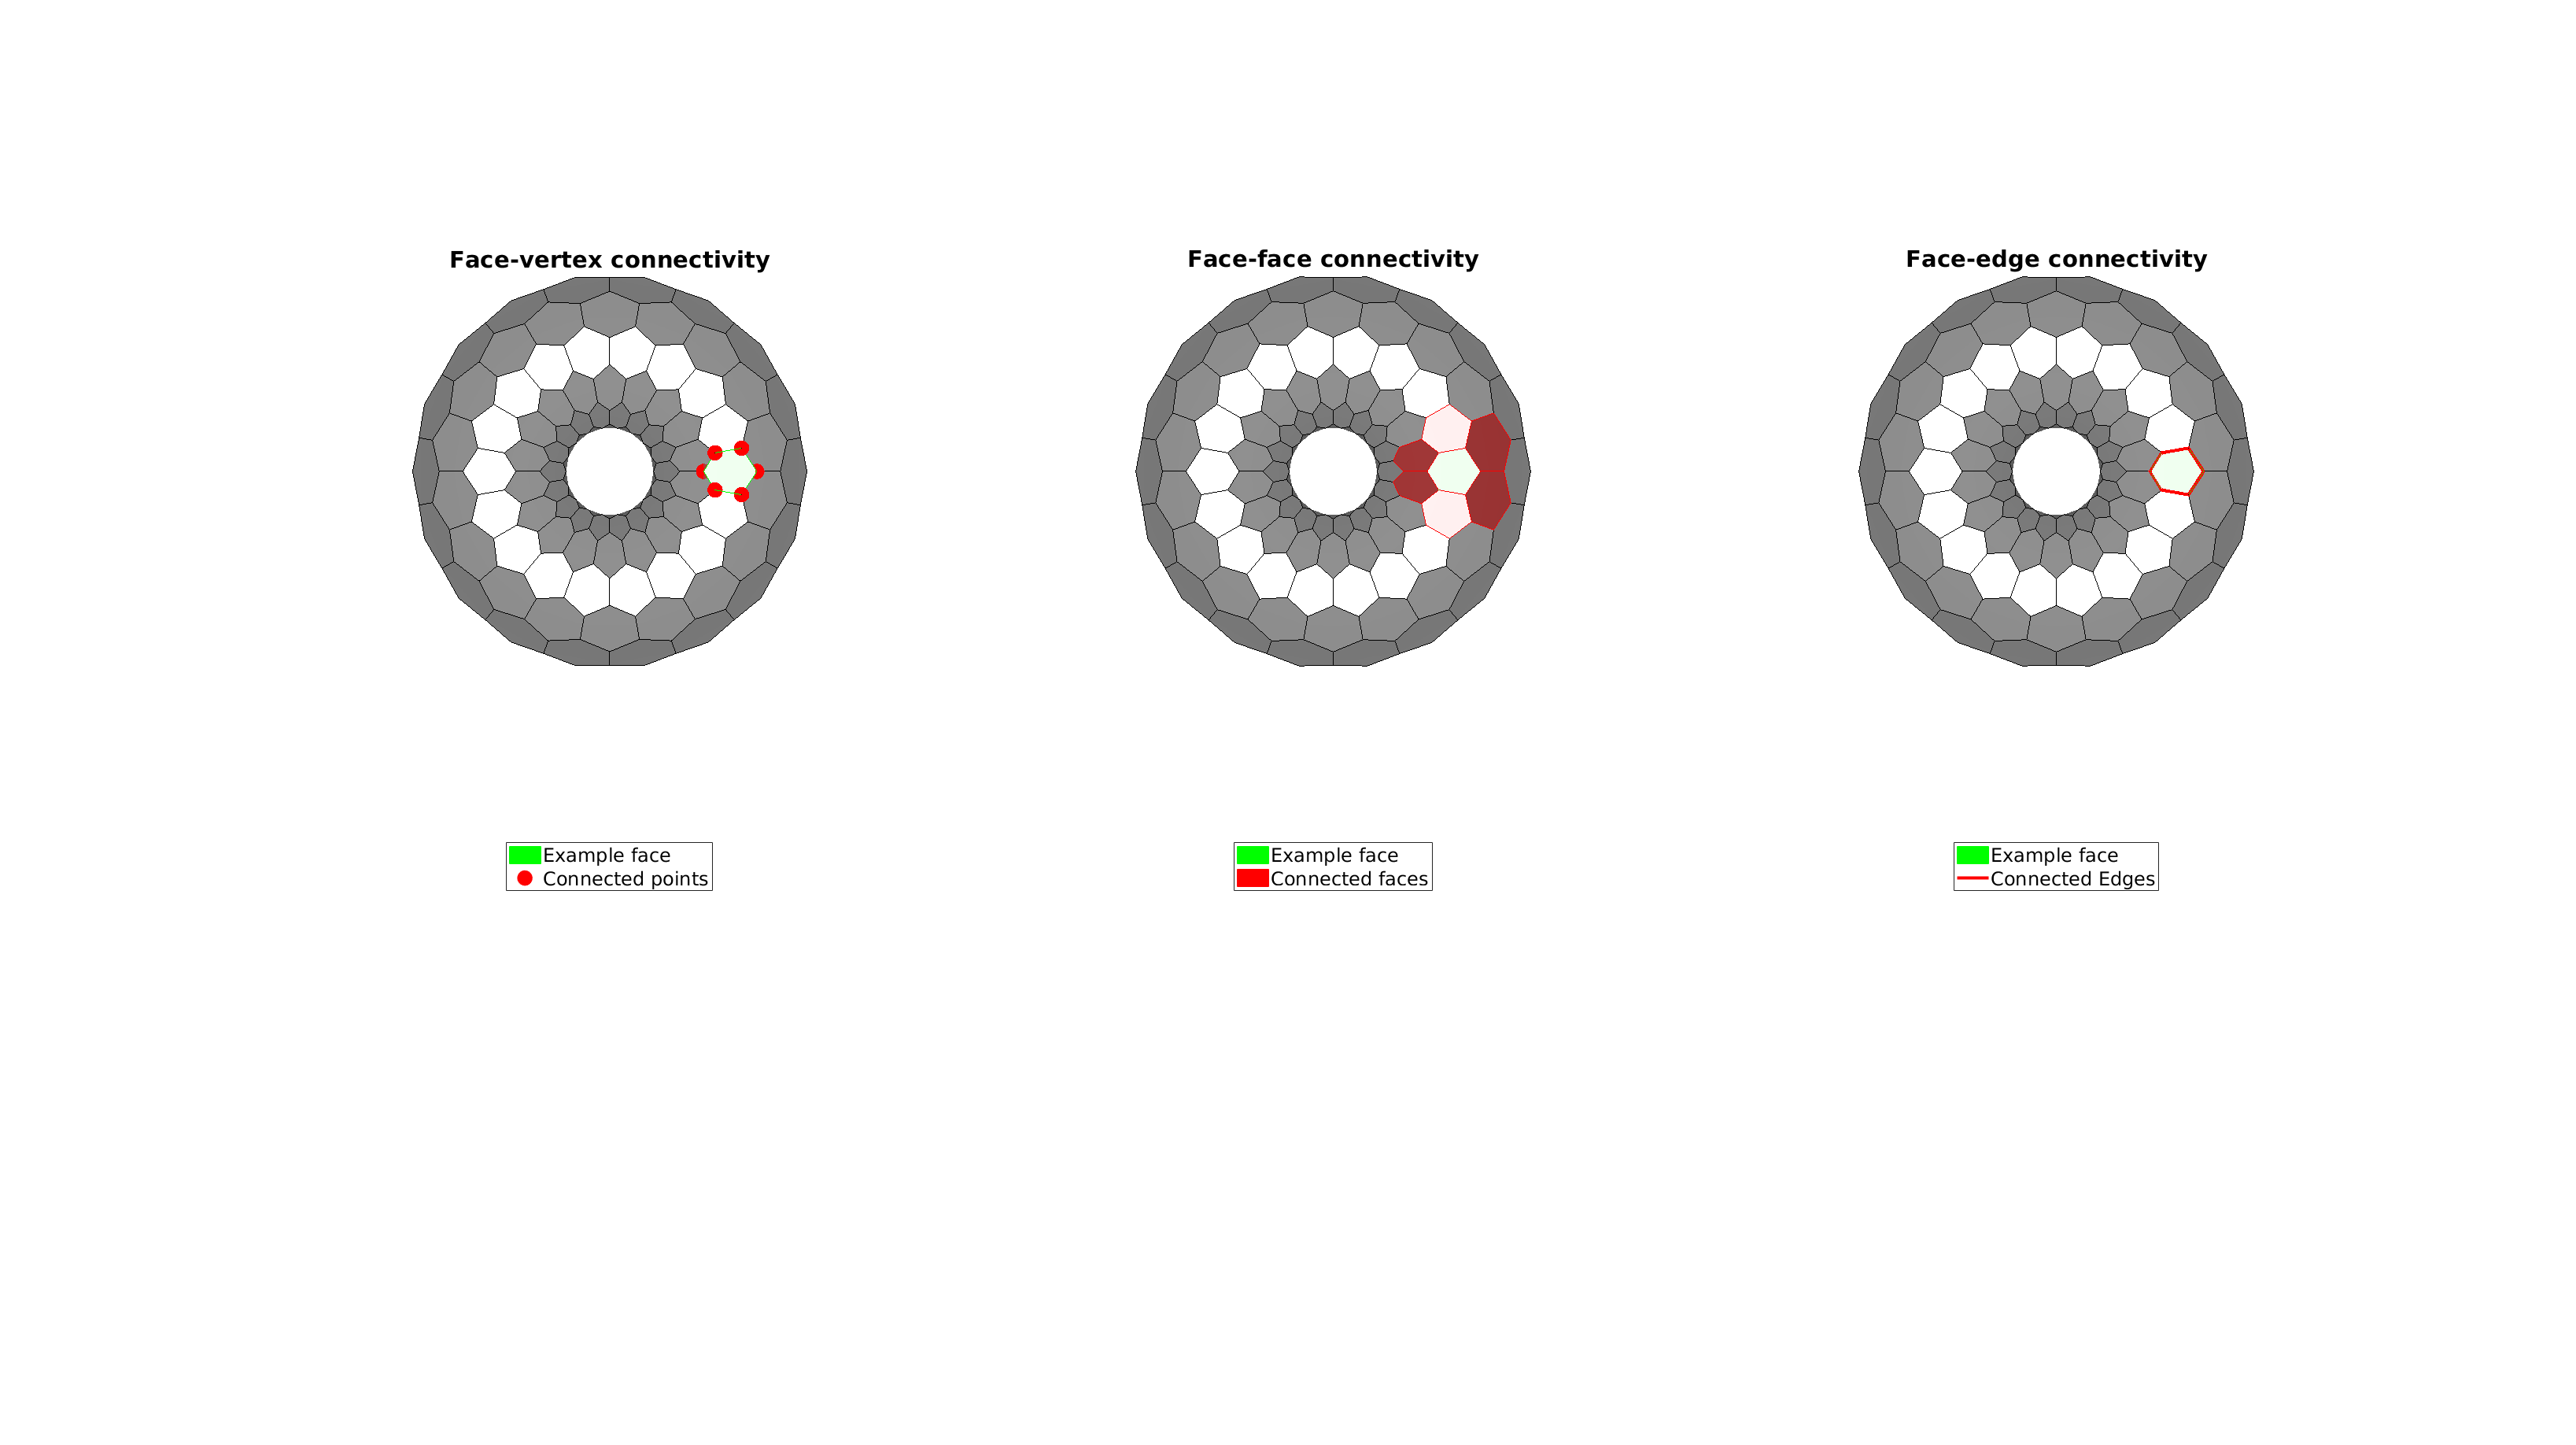 Face-vertex connectivity
Face-face connectivity
Face-edge connectivity
Example face
Connected points
Example face
Connected faces
Example face
Connected Edges